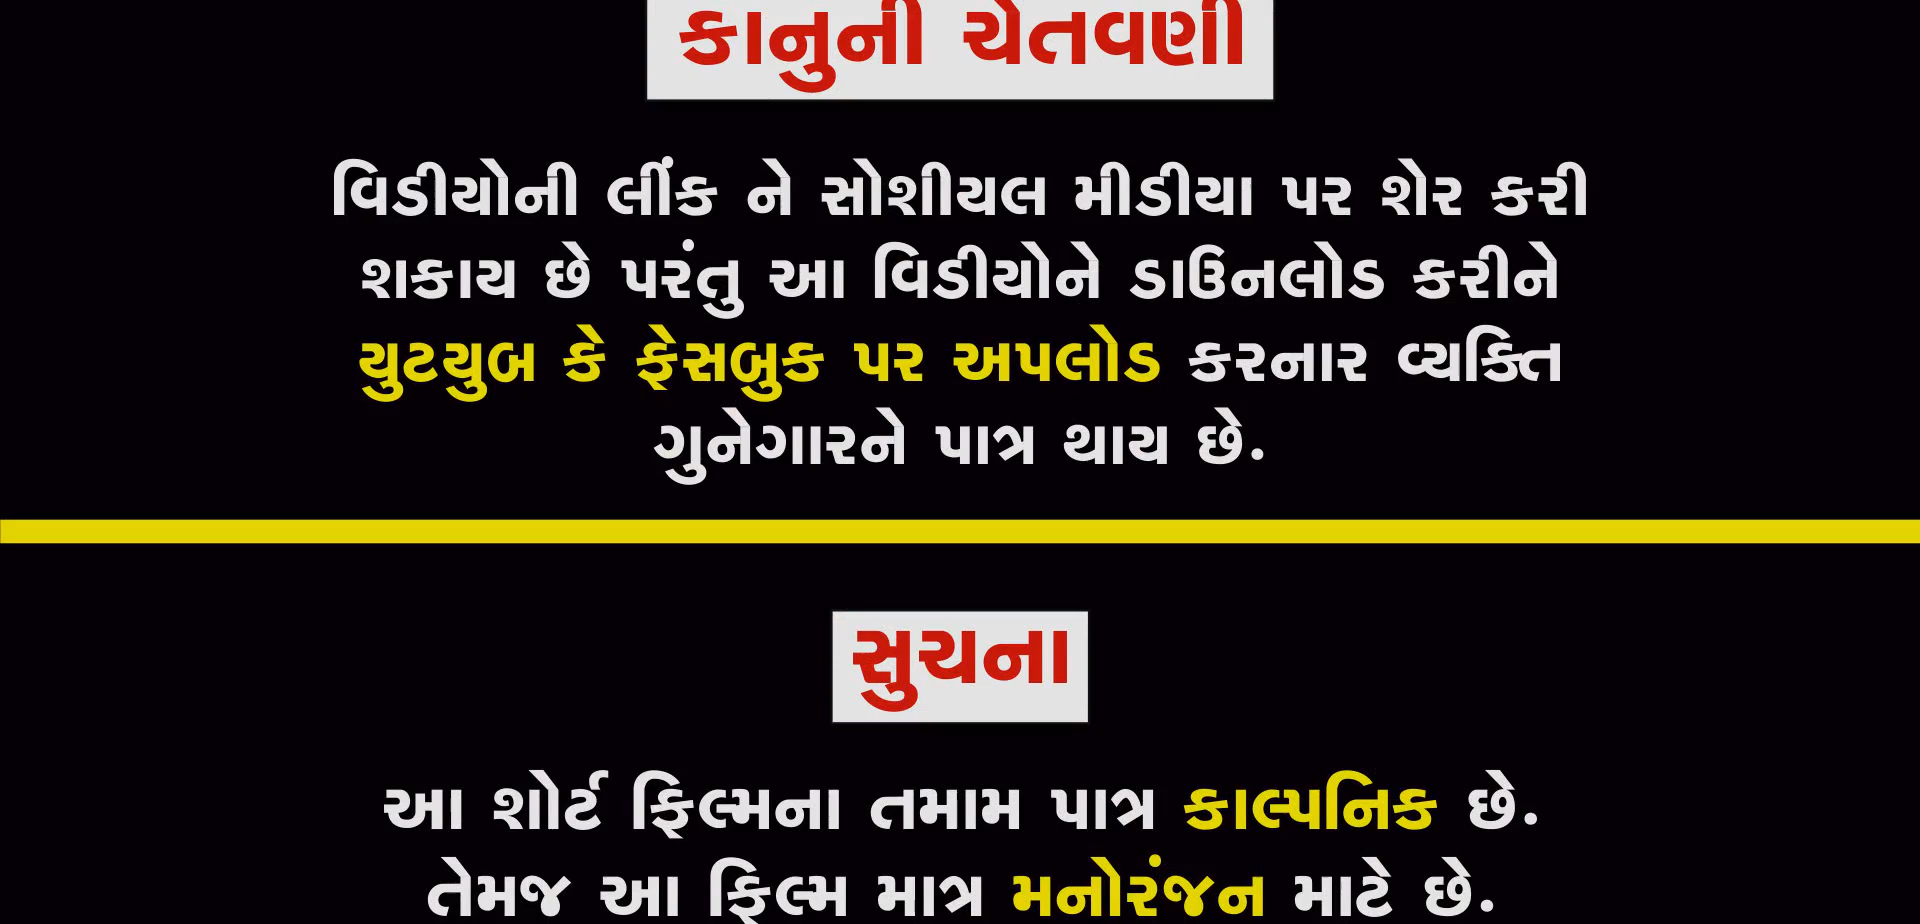 કાનુની ચેતવણી
વિડીયોની લીંક ને સોશીયલ મીડીયા પર શેર કરી
શકાય છે પરંતુ આ વિડીયોને ડાઉનલોડ કરીને
યુટયુબ કે ફેસબુક પર અપલોડ કરનાર વ્યક્તિ
ગુનેગારને પાત્ર થાય છે.
સુચના
આ શોર્ટ ફિલ્મના તમામ પાત્ર કાલ્પનિક છે.
તેમજ આ ફિલ્મ માત્ર મનોરંજન માટે છે.